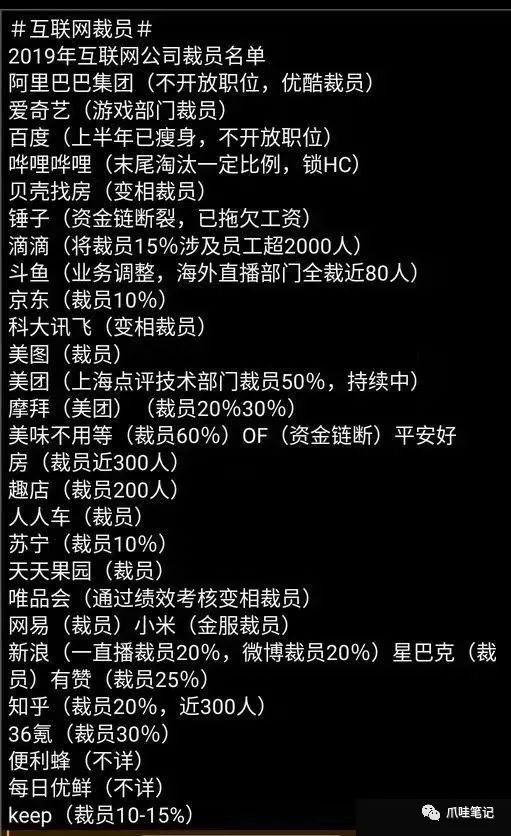 ＃互联网裁员＃
2019年互联网公司裁员名单
阿里巴巴集团（不开放职位，优酷裁员）
爱奇艺（游戏部门裁员）
百度（上半年已瘦身，不开放职位）
哔哩哔哩（末尾淘汰一定比例，锁HC）
贝壳找房（变相裁员）
锤子（资金链断裂，已拖欠工资）
滴滴（将裁员15%涉及员工超2000人）
斗鱼（业务调整，海外直播部门全裁近80人）
京东（裁员10%）
科大讯飞（变相裁员）
美图（裁员）
美团（上海点评技术部门裁员50%，持续中）
摩拜（美团）（裁员20%30%）
美味不用等（裁员60%）OF（资金链断）平安好
房（裁员近300人）
趣店（裁员200人）
人人车（裁员）
苏宁（裁员10%）
天天果园（裁员）
唯品会（通过绩效考核变相裁员）
网易（裁员）小米（金服裁员）
新浪（一直播裁员20%，微博裁员20%）星巴克（裁
员）有赞（裁员25%）
知乎（裁员20%，近300人）
36氪（裁员30%）
便利蜂（不详）
每日优鲜（不详）
keep（裁员10-15%）
爪哇笔记